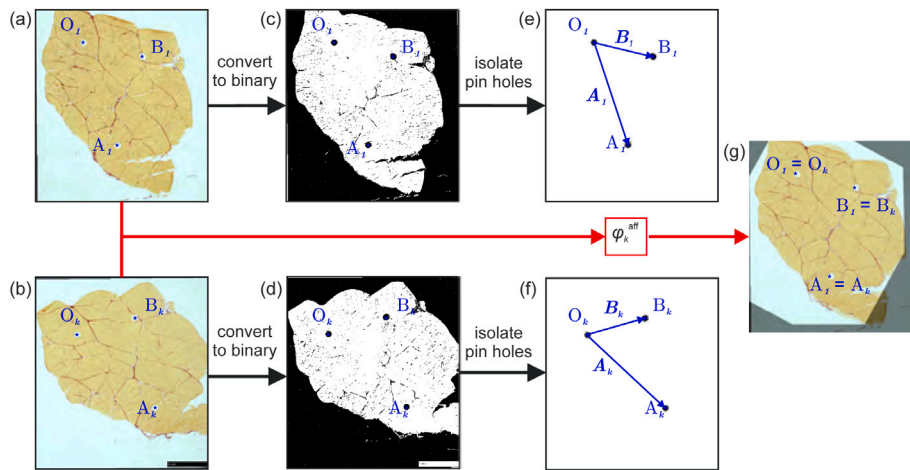 (a)
O₁
B₁
A₁
convert
to binary
(c)
O₁
B₁
A₁
isolate
pin holes
(e)
O₁
B₁
B₁
A₁
A₁
(g)
O₁ = Oₖ
B₁ = Bₖ
A₁ = Aₖ
φₖᵃᶠᶠ
(b)
Oₖ
Bₖ
Aₖ
convert
to binary
(d)
Oₖ
B
Aₖ
isolate
pin holes
(f)
Oₖ
Bₖ
Bₖ
Aₖ
Aₖ